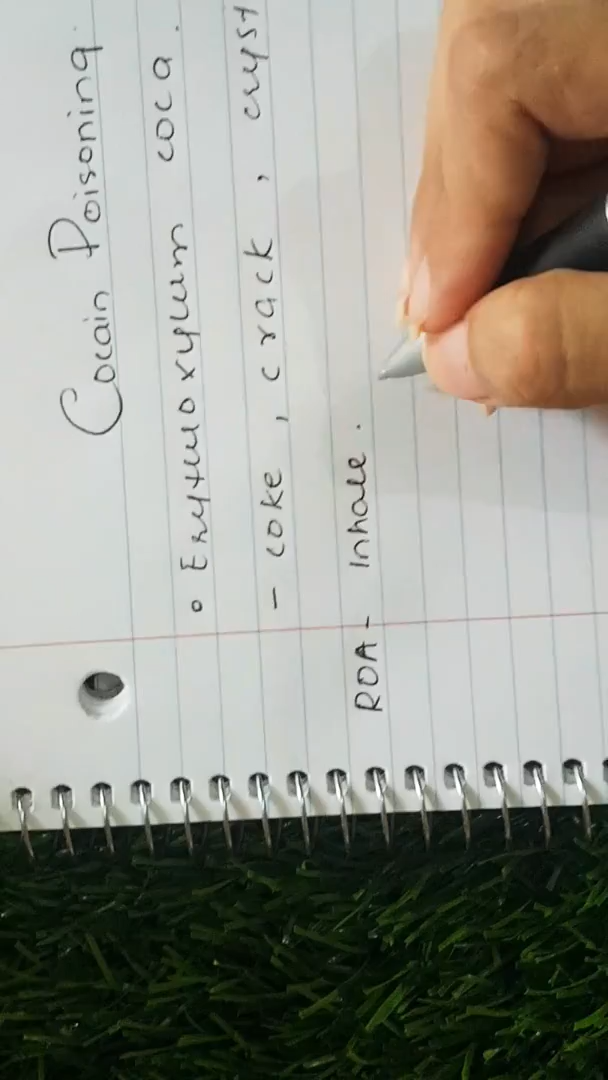 Cocain Poisoning.
• Erythroxylum coca.
- coke, crack, cryst
ROA - Inhale.